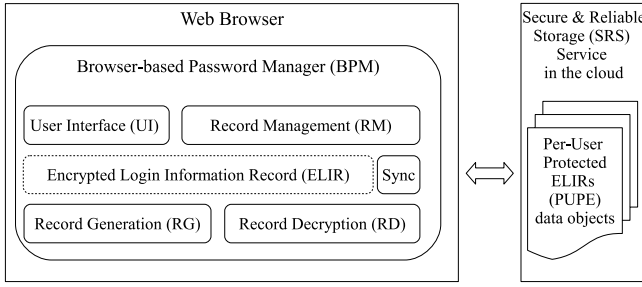 Web Browser
Browser-based Password Manager (BPM)
User Interface (UI)
Record Management (RM)
Encrypted Login Information Record (ELIR)
Sync
Record Generation (RG)
Record Decryption (RD)
Secure & Reliable
Storage (SRS)
Service
in the cloud
Per-User
Protected
ELIRs
(PUPE)
data objects